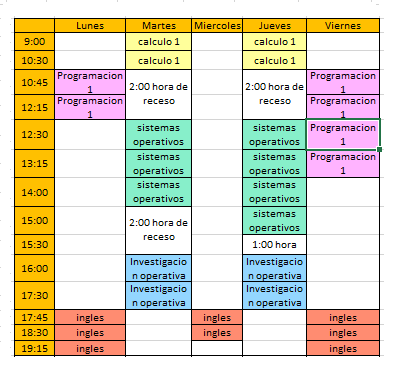 Lunes Martes Miercoles Jueves Viernes
9:00 calculo 1 calculo 1
10:30 calculo 1 calculo 1
10:45 Programacion 1 2:00 hora de receso 2:00 hora de receso Programacion 1
12:15 Programacion 1 Programacion 1
12:30 sistemas operativos sistemas operativos Programacion 1
13:15 sistemas operativos sistemas operativos Programacion 1
14:00 sistemas operativos sistemas operativos
15:00 2:00 hora de receso sistemas operativos
15:30 1:00 hora
16:00 Investigacion operativa Investigacion operativa
17:30 Investigacion operativa Investigacion operativa
17:45 ingles ingles ingles
18:30 ingles ingles ingles
19:15 ingles ingles